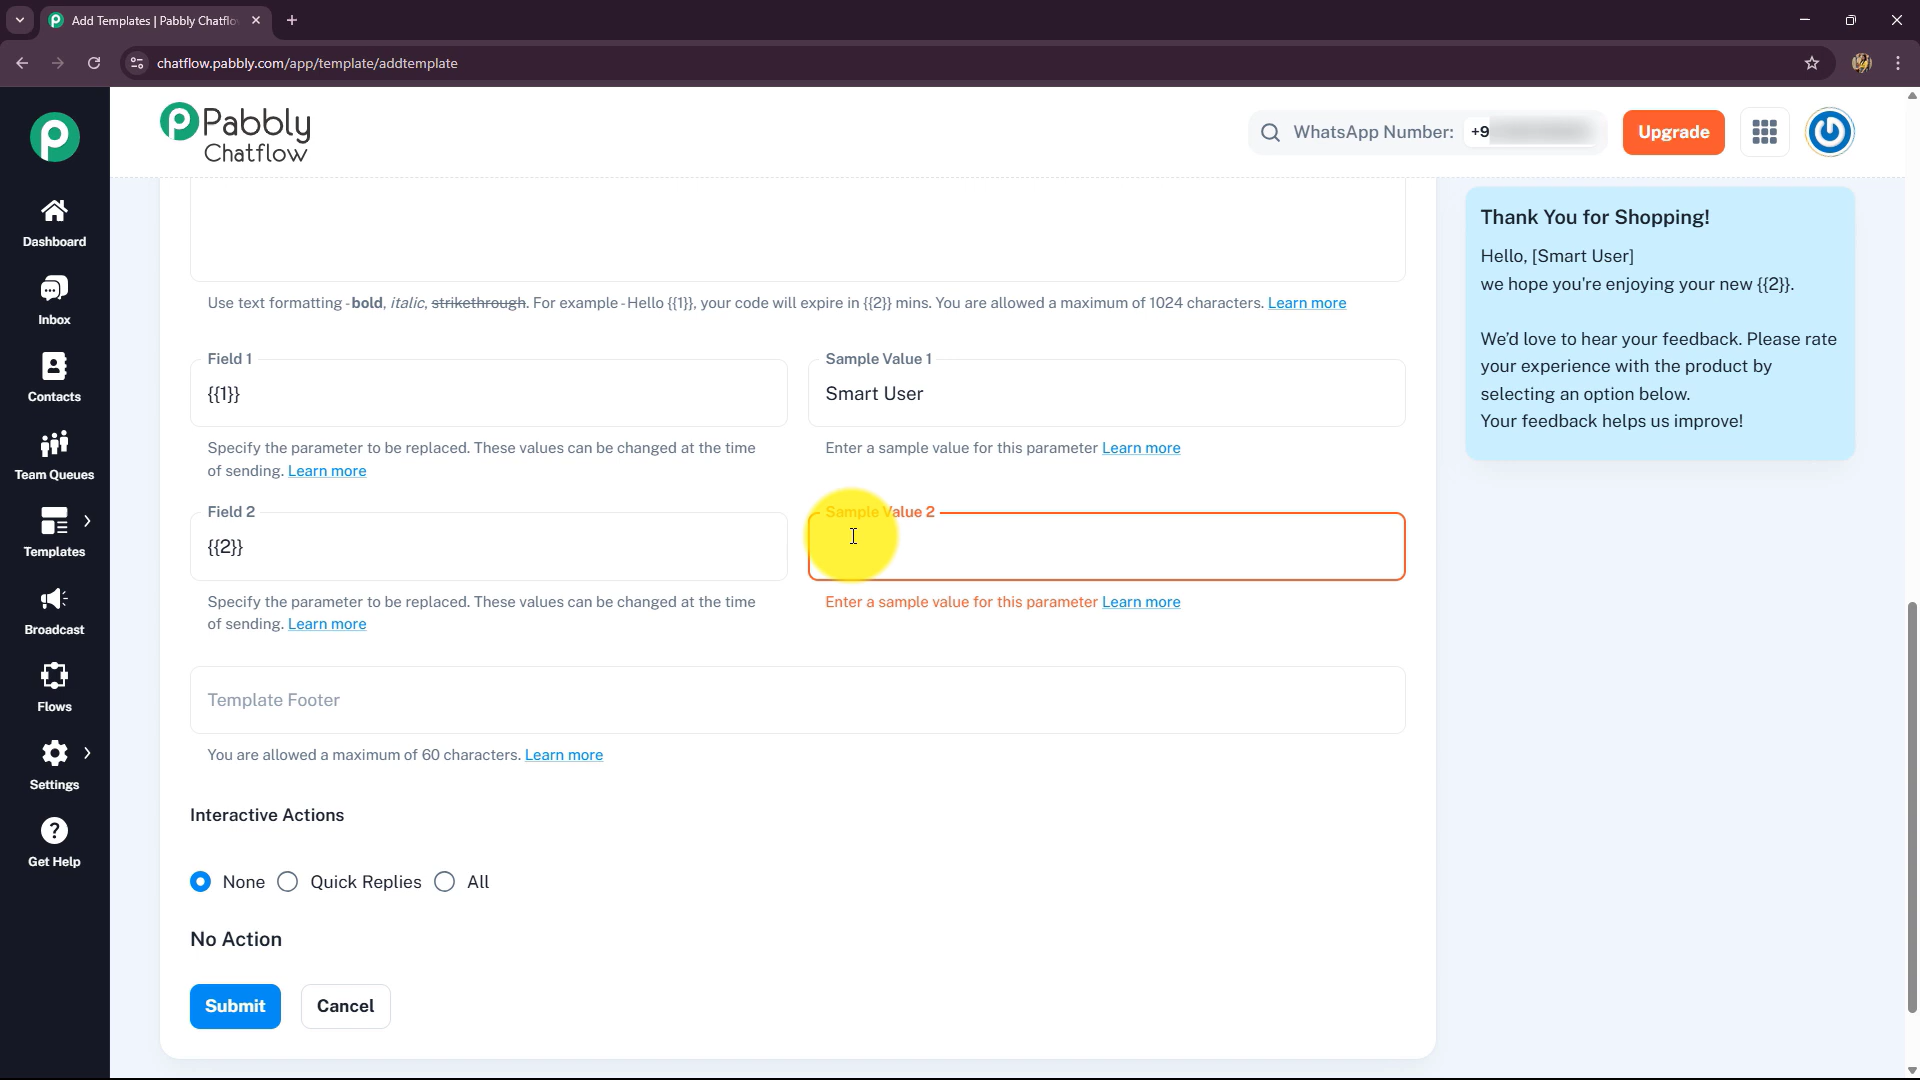 Add Templates | Pabbly Chatflo
chatflow.pabbly.com/app/template/addtemplate
Pabbly
Chatflow
WhatsApp Number: +9
Upgrade
Dashboard
Inbox
Contacts
Team Queues
Templates
Broadcast
Flows
Settings
Get Help
Use text formatting - bold, italic, strikethrough. For example - Hello {{1}}, your code will expire in {{2}} mins. You are allowed a maximum of 1024 characters. Learn more
Field 1
{{1}}
Sample Value 1
Smart User
Specify the parameter to be replaced. These values can be changed at the time
of sending. Learn more
Enter a sample value for this parameter Learn more
Field 2
{{2}}
Sample Value 2
Specify the parameter to be replaced. These values can be changed at the time
of sending. Learn more
Enter a sample value for this parameter Learn more
Template Footer
You are allowed a maximum of 60 characters. Learn more
Interactive Actions
None
Quick Replies
All
No Action
Submit
Cancel
Thank You for Shopping!
Hello, [Smart User]
we hope you're enjoying your new {{2}}.
We’d love to hear your feedback. Please rate
your experience with the product by
selecting an option below.
Your feedback helps us improve!